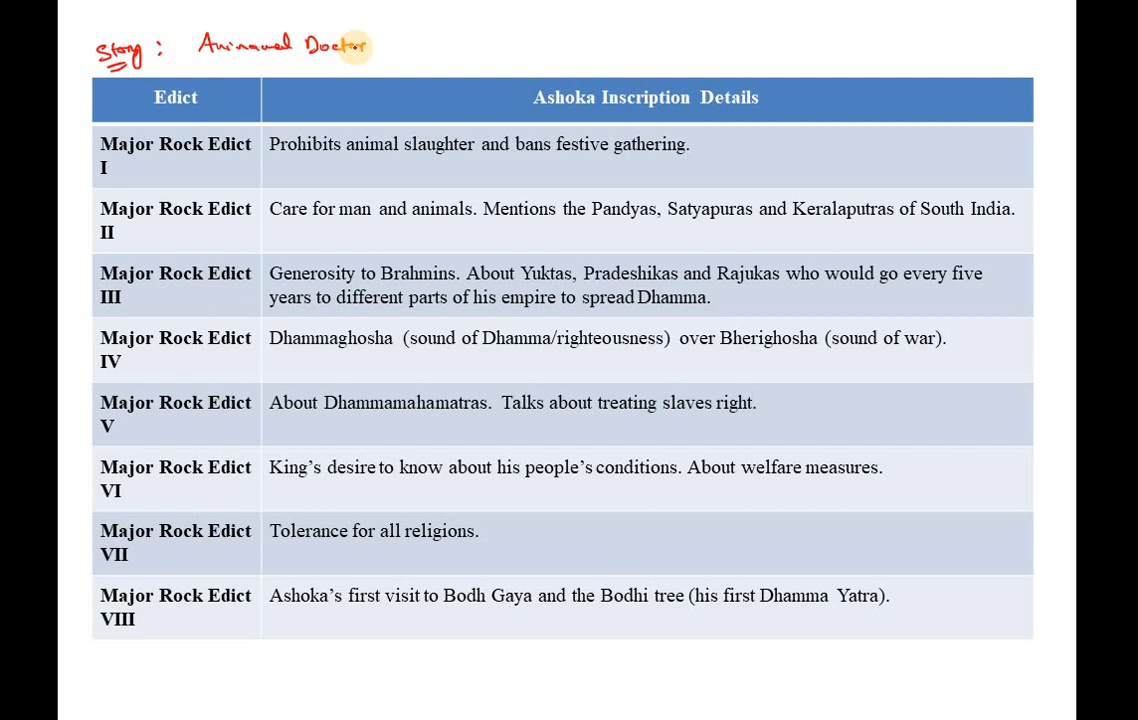 Story : Animal Doctor
Edict Ashoka Inscription Details
Major Rock Edict Prohibits animal slaughter and bans festive gathering.
I
Major Rock Edict Care for man and animals. Mentions the Pandyas, Satyapuras and Keralaputras of South India.
II
Major Rock Edict Generosity to Brahmins. About Yuktas, Pradeshikas and Rajukas who would go every five
III years to different parts of his empire to spread Dhamma.
Major Rock Edict Dhammaghosha (sound of Dhamma/righteousness) over Bherighosha (sound of war).
IV
Major Rock Edict About Dhammamahamatras. Talks about treating slaves right.
V
Major Rock Edict King’s desire to know about his people’s conditions. About welfare measures.
VI
Major Rock Edict Tolerance for all religions.
VII
Major Rock Edict Ashoka’s first visit to Bodh Gaya and the Bodhi tree (his first Dhamma Yatra).
VIII